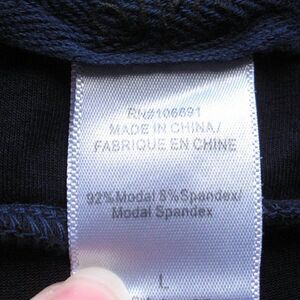 RN#106691
MADE IN CHINA/
FABRIQUE EN CHINE
92%Modal 8%Spandex/
Modal Spandex
L